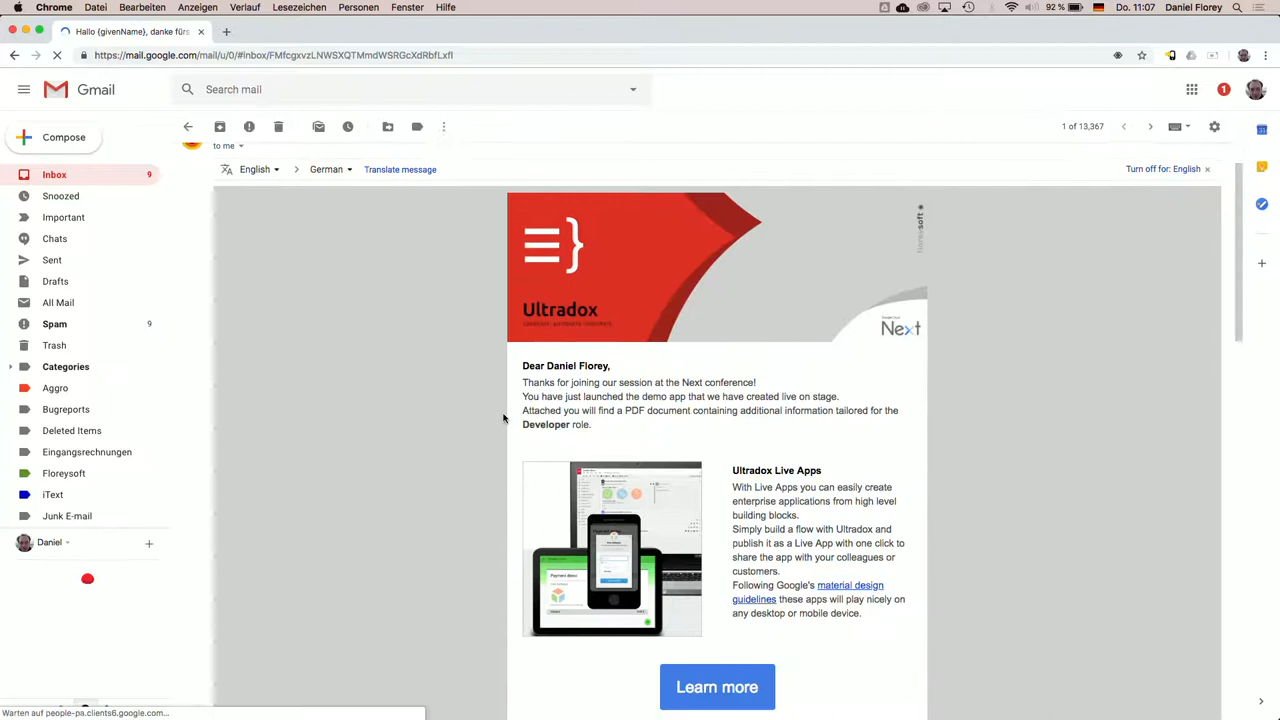 Chrome Datei Bearbeiten Anzeigen Verlauf Lesezeichen Personen Fenster Hilfe 92 % Do. 11:07 Daniel Florey
Hallo {givenName}, danke fürs
https://mail.google.com/mail/u/0/#inbox/FMfcgxvzLNWSXQTMmdWSRGcXdRbfLxfl
Gmail
Search mail
1
Compose
1 of 13,367
to me
English > German Translate message Turn off for: English ×
Inbox 9
Snoozed
Important
Chats
Sent
Drafts
All Mail
Spam 9
Trash
Categories
Aggro
Bugreports
Deleted Items
Eingangsrechnungen
Floreysoft
iText
Junk E-mail
Daniel
floreysoft
Ultradox
Next
Dear Daniel Florey,
Thanks for joining our session at the Next conference!
You have just launched the demo app that we have created live on stage.
Attached you will find a PDF document containing additional information tailored for the
Developer role.
Payment demo
Ultradox Live Apps
With Live Apps you can easily create
enterprise applications from high level
building blocks.
Simply build a flow with Ultradox and
publish it as a Live App with one click to
share the app with your colleagues or
customers.
Following Google's material design
guidelines these apps will play nicely on
any desktop or mobile device.
Learn more
Warten auf people-pa.clients6.google.com...